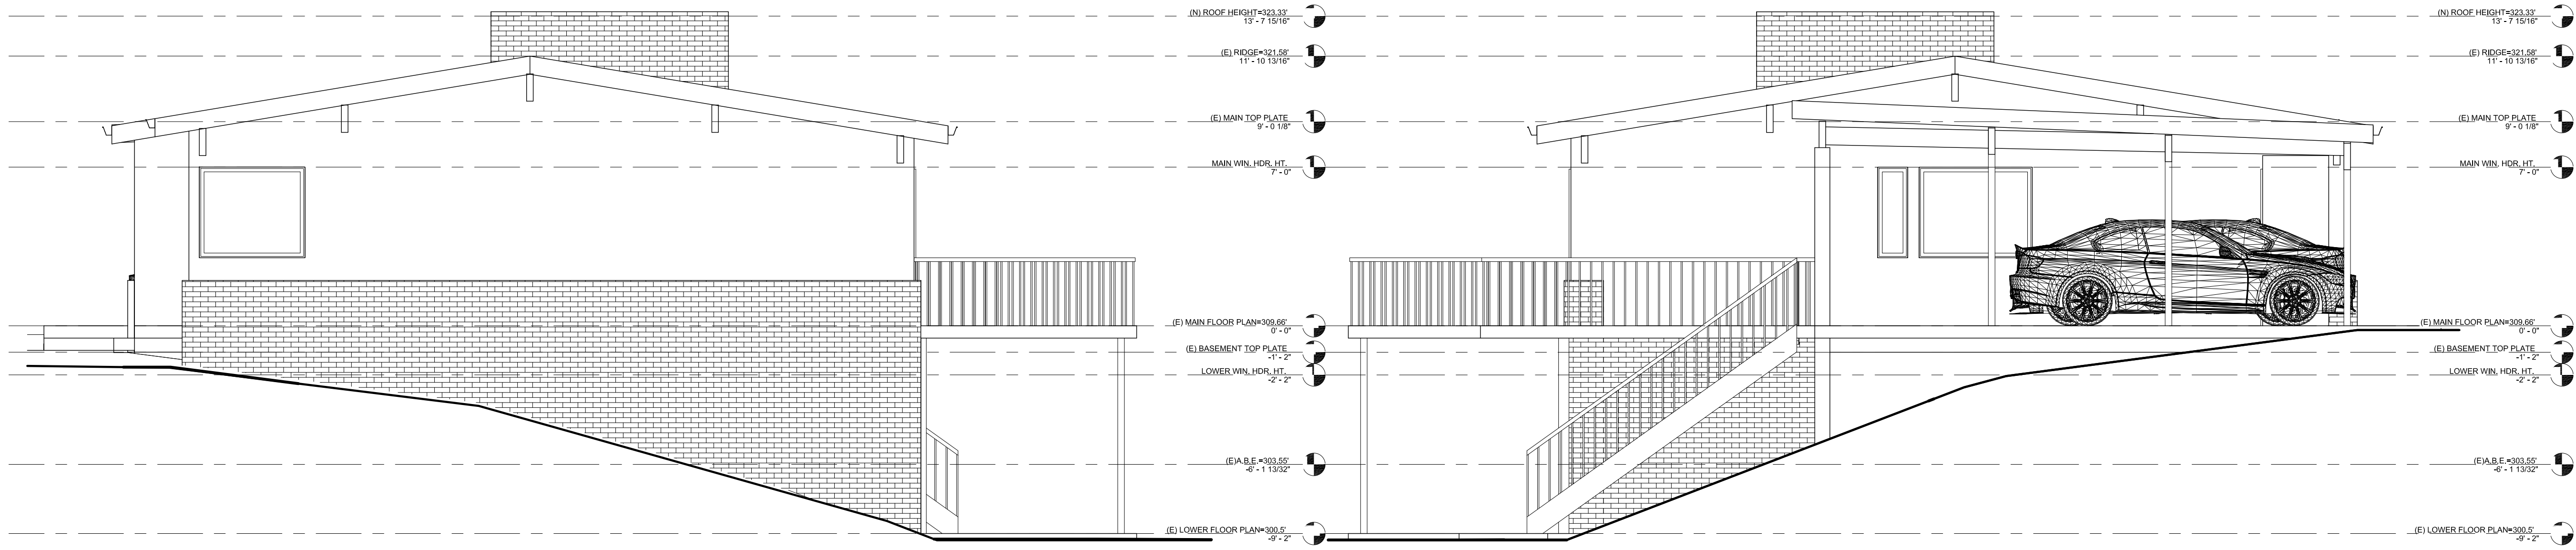 (N) ROOF HEIGHT=323.33'
13' - 7 15/16"
(E) RIDGE=321.58'
11' - 10 13/16"
(E) MAIN TOP PLATE
9' - 0 1/8"
MAIN WIN. HDR. HT.
7' - 0"
(E) MAIN FLOOR PLAN=309.66'
0' - 0"
(E) BASEMENT TOP PLATE
-1' - 2"
LOWER WIN. HDR. HT.
-2' - 2"
(E)A.B.E.=303.55'
-6' - 1 13/32"
(E) LOWER FLOOR PLAN=300.5'
-9' - 2"
(N) ROOF HEIGHT=323.33'
13' - 7 15/16"
(E) RIDGE=321.58'
11' - 10 13/16"
(E) MAIN TOP PLATE
9' - 0 1/8"
MAIN WIN. HDR. HT.
7' - 0"
(E) MAIN FLOOR PLAN=309.66'
0' - 0"
(E) BASEMENT TOP PLATE
-1' - 2"
LOWER WIN. HDR. HT.
-2' - 2"
(E)A.B.E.=303.55'
-6' - 1 13/32"
(E) LOWER FLOOR PLAN=300.5'
-9' - 2"